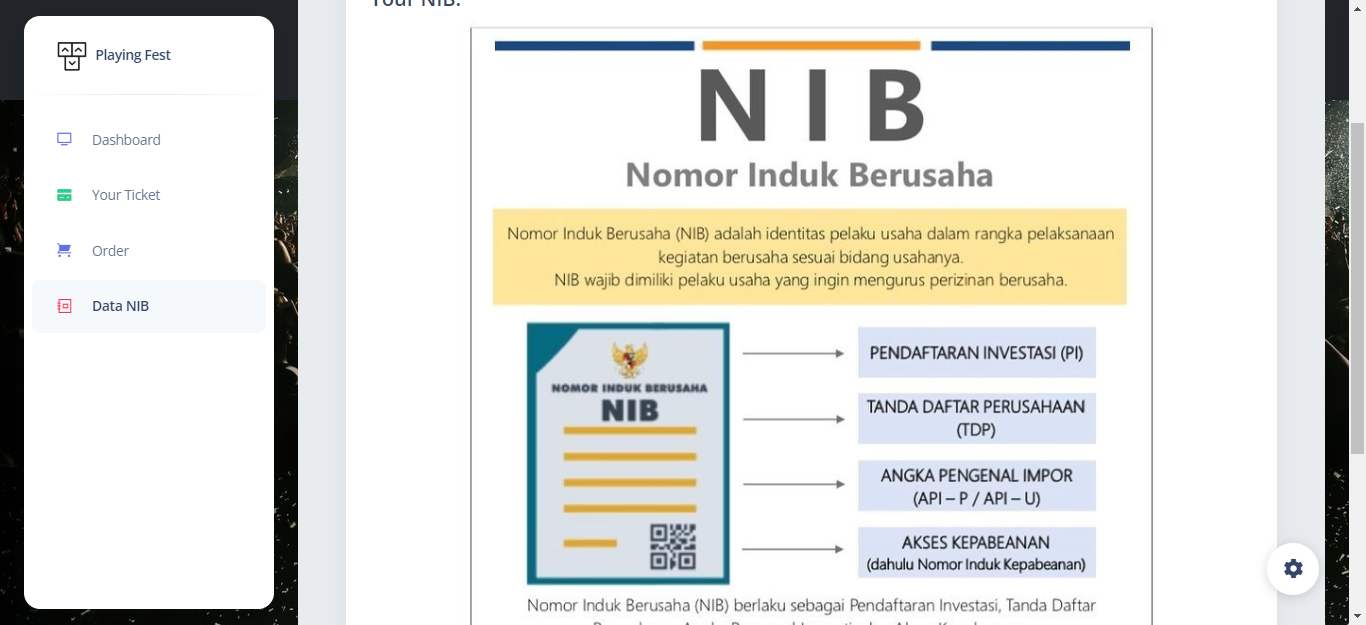 Your NIB:
Playing Fest
Dashboard
Your Ticket
Order
Data NIB
N I B
Nomor Induk Berusaha
Nomor Induk Berusaha (NIB) adalah identitas pelaku usaha dalam rangka pelaksanaan
kegiatan berusaha sesuai bidang usahanya.
NIB wajib dimiliki pelaku usaha yang ingin mengurus perizinan berusaha.
NOMOR INDUK BERUSAHA
NIB
PENDAFTARAN INVESTASI (PI)
TANDA DAFTAR PERUSAHAAN
(TDP)
ANGKA PENGENAL IMPOR
(API – P / API – U)
AKSES KEPABEANAN
(dahulu Nomor Induk Kepabeanan)
Nomor Induk Berusaha (NIB) berlaku sebagai Pendaftaran Investasi, Tanda Daftar